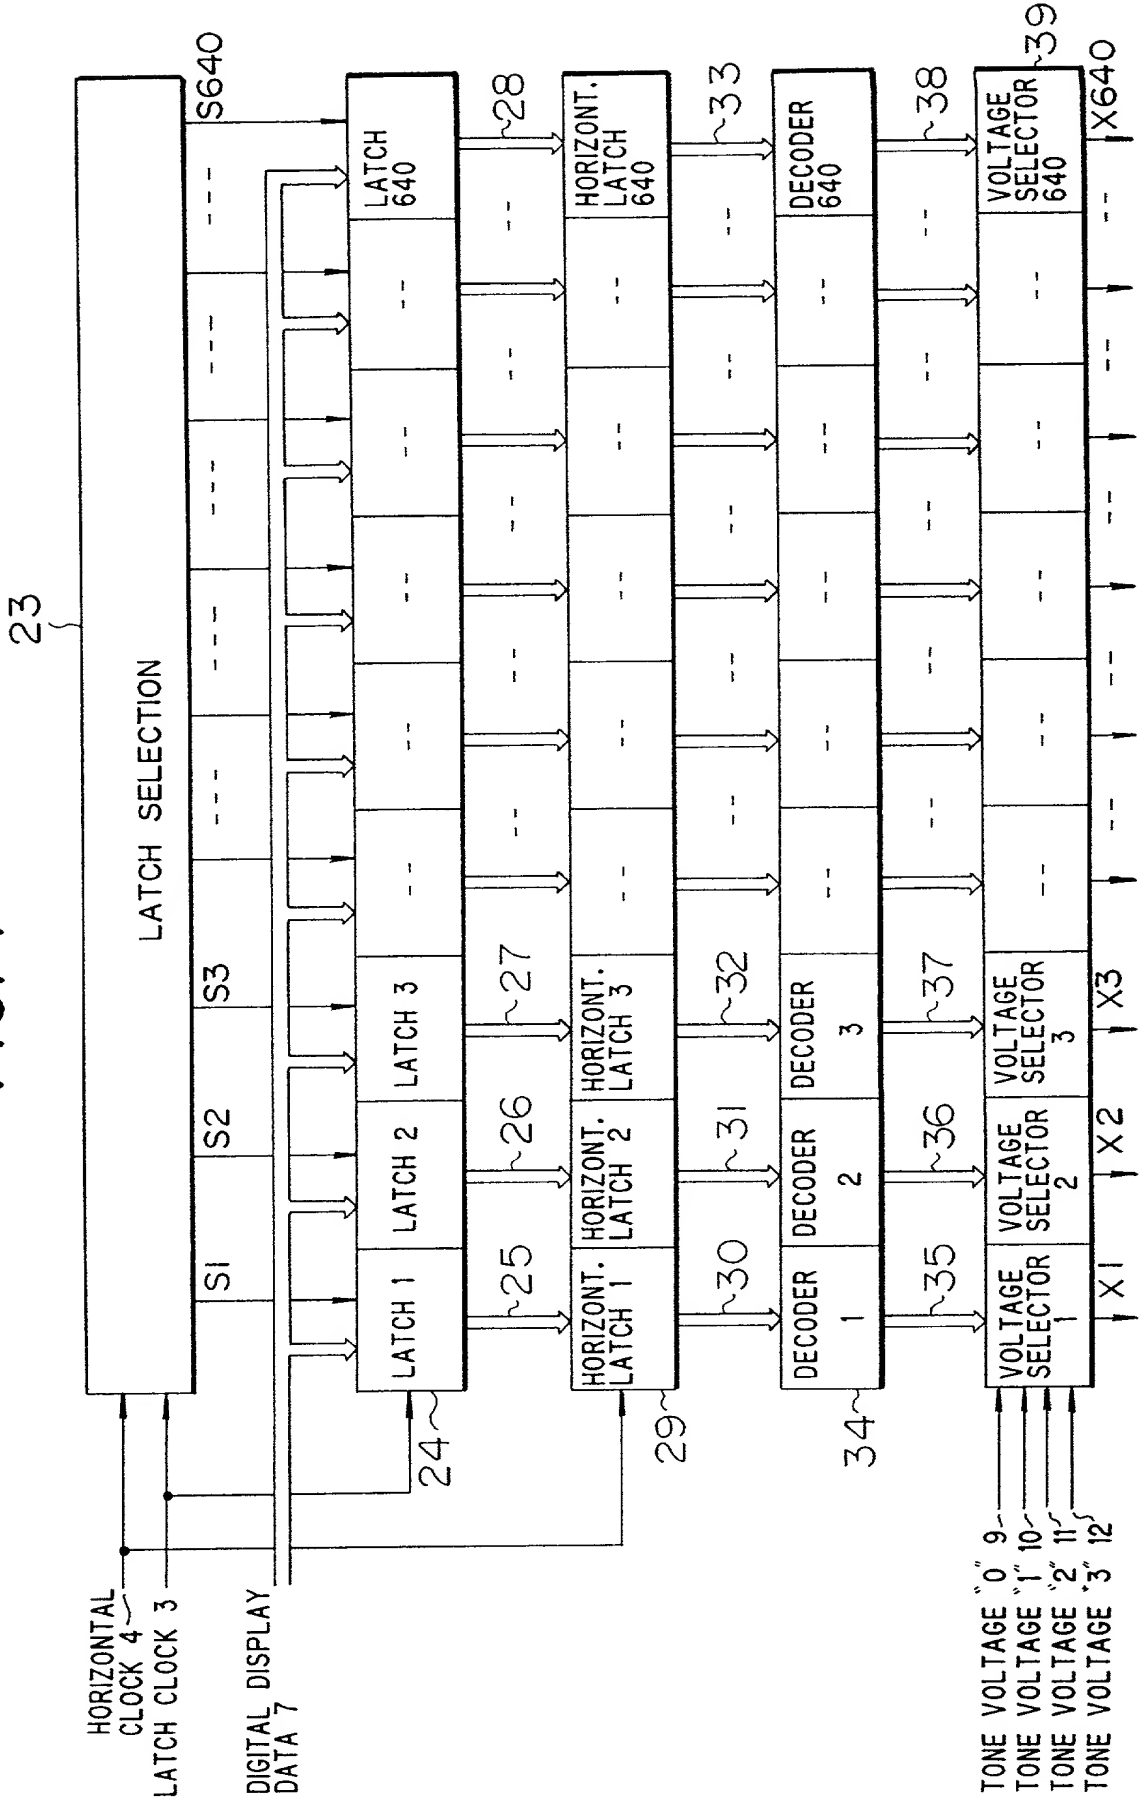 23
HORIZONTAL
CLOCK 4
LATCH CLOCK 3
LATCH SELECTION
S1
S2
S3
---
---
---
---
---
S640
DIGITAL DISPLAY
DATA 7
24
LATCH 1
LATCH 2
LATCH 3
--
--
--
--
--
LATCH
640
25
26
27
--
--
--
--
--
28
29
HORIZONT.
LATCH 1
HORIZONT.
LATCH 2
HORIZONT.
LATCH 3
--
--
--
--
--
HORIZONT.
LATCH
640
30
31
32
--
--
--
--
--
33
34
DECODER
1
DECODER
2
DECODER
3
--
--
--
--
--
DECODER
640
35
36
37
--
--
--
--
--
38
39
TONE VOLTAGE "0" 9
TONE VOLTAGE "1" 10
TONE VOLTAGE "2" 11
TONE VOLTAGE "3" 12
VOLTAGE
SELECTOR
1
VOLTAGE
SELECTOR
2
VOLTAGE
SELECTOR
3
--
--
--
--
--
VOLTAGE
SELECTOR
640
X1
X2
X3
--
--
--
--
--
X640